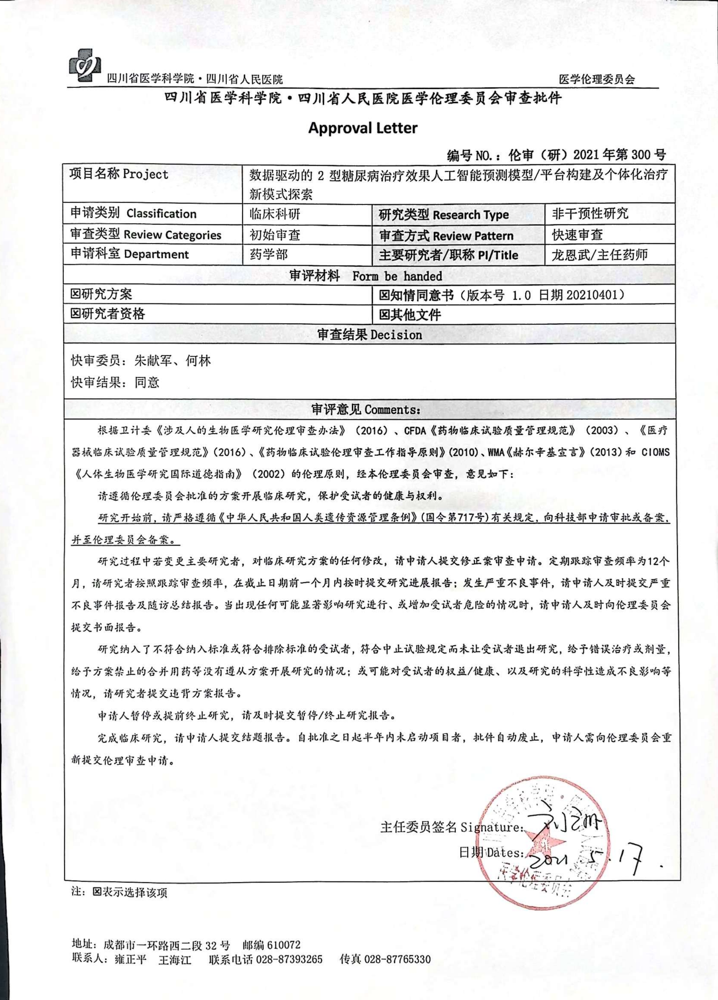 四川省医学科学院·四川省人民医院 医学伦理委员会
四川省医学科学院·四川省人民医院医学伦理委员会审查批件
Approval Letter
编号 NO.：伦审（研）2021 年第 300 号
项目名称 Project 数据驱动的 2 型糖尿病治疗效果人工智能预测模型/平台构建及个体化治疗
新模式探索
申请类别 Classification 临床科研 研究类型 Research Type 非干预性研究
审查类型 Review Categories 初始审查 审查方式 Review Pattern 快速审查
申请科室 Department 药学部 主要研究者/职称 PI/Title 龙恩武/主任药师
审评材料 Form be handed
☒研究方案 ☒知情同意书（版本号 1.0 日期 20210401）
☒研究者资格 ☒其他文件
审查结果 Decision
快审委员：朱献军、何林
快审结果：同意
审评意见 Comments:
根据卫计委《涉及人的生物医学研究伦理审查办法》（2016）、CFDA《药物临床试验质量管理规范》（2003）、《医疗
器械临床试验质量管理规范》（2016）、《药物临床试验伦理审查工作指导原则》（2010）、WMA《赫尔辛基宣言》（2013）和 CIOMS
《人体生物医学研究国际道德指南》（2002）的伦理原则，经本伦理委员会审查，意见如下：
请遵循伦理委员会批准的方案开展临床研究，保护受试者的健康与权利。
研究开始前，请严格遵循《中华人民共和国人类遗传资源管理条例》（国令第717号）有关规定，向科技部申请审批或备案，
并至伦理委员会备案。
研究过程中若变更主要研究者，对临床研究方案的任何修改，请申请人提交修正案审查申请。定期跟踪审查频率为12个
月，请研究者按照跟踪审查频率，在截止日期前一个月内按时提交研究进展报告；发生严重不良事件，请申请人及时提交严重
不良事件报告及随访总结报告。当出现任何可能显著影响研究进行、或增加受试者危险的情况时，请申请人及时向伦理委员会
提交书面报告。
研究纳入了不符合纳入标准或符合排除标准的受试者，符合中止试验规定而未让受试者退出研究，给予错误治疗或剂量，
给予方案禁止的合并用药等没有遵从方案开展研究的情况；或可能对受试者的权益/健康、以及研究的科学性造成不良影响等
情况，请研究者提交违背方案报告。
申请人暂停或提前终止研究，请及时提交暂停/终止研究报告。
完成临床研究，请申请人提交结题报告。自批准之日起半年内未启动项目者，批件自动废止，申请人需向伦理委员会重
新提交伦理审查申请。
主任委员签名 Signature:
日期 Dates: 2021.5.17.
医学伦理委员会
注：☒表示选择该项
地址：成都市一环路西二段 32 号 邮编 610072
联系人：雍正平 王海江 联系电话 028-87393265 传真 028-87765330